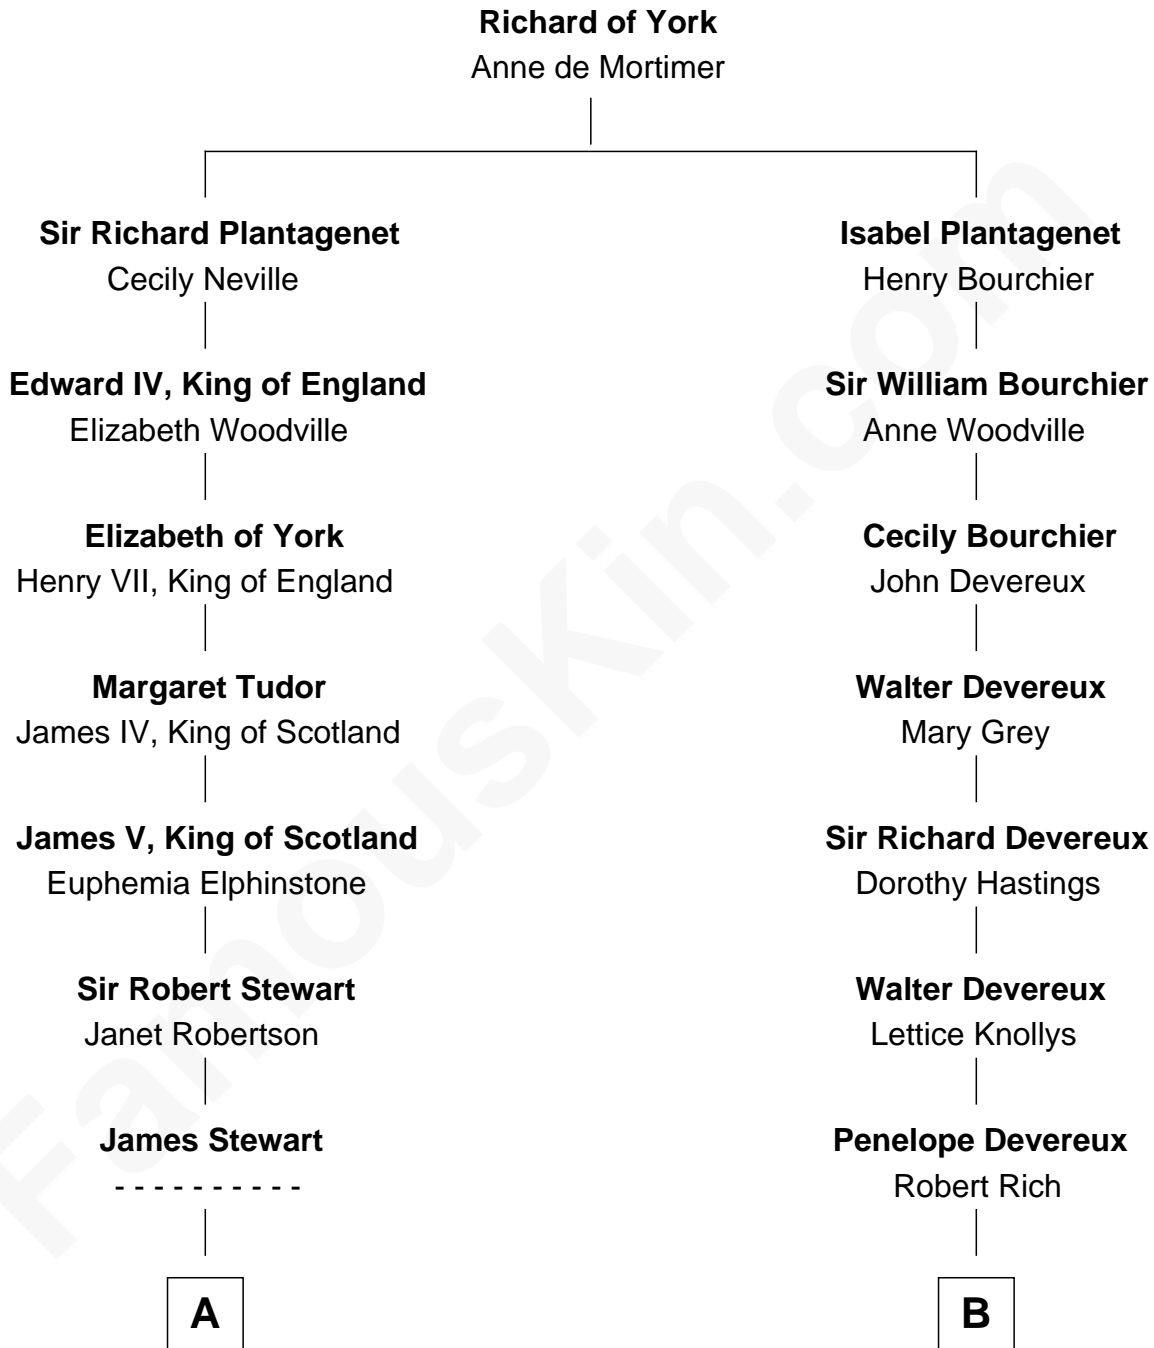 Richard of York
Anne de Mortimer
Sir Richard Plantagenet
Cecily Neville
Edward IV, King of England
Elizabeth Woodville
Elizabeth of York
Henry VII, King of England
Margaret Tudor
James IV, King of Scotland
James V, King of Scotland
Euphemia Elphinstone
Sir Robert Stewart
Janet Robertson
James Stewart
- - - - - - - - - -
A
Isabel Plantagenet
Henry Bourchier
Sir William Bourchier
Anne Woodville
Cecily Bourchier
John Devereux
Walter Devereux
Mary Grey
Sir Richard Devereux
Dorothy Hastings
Walter Devereux
Lettice Knollys
Penelope Devereux
Robert Rich
B
FamousKin.com